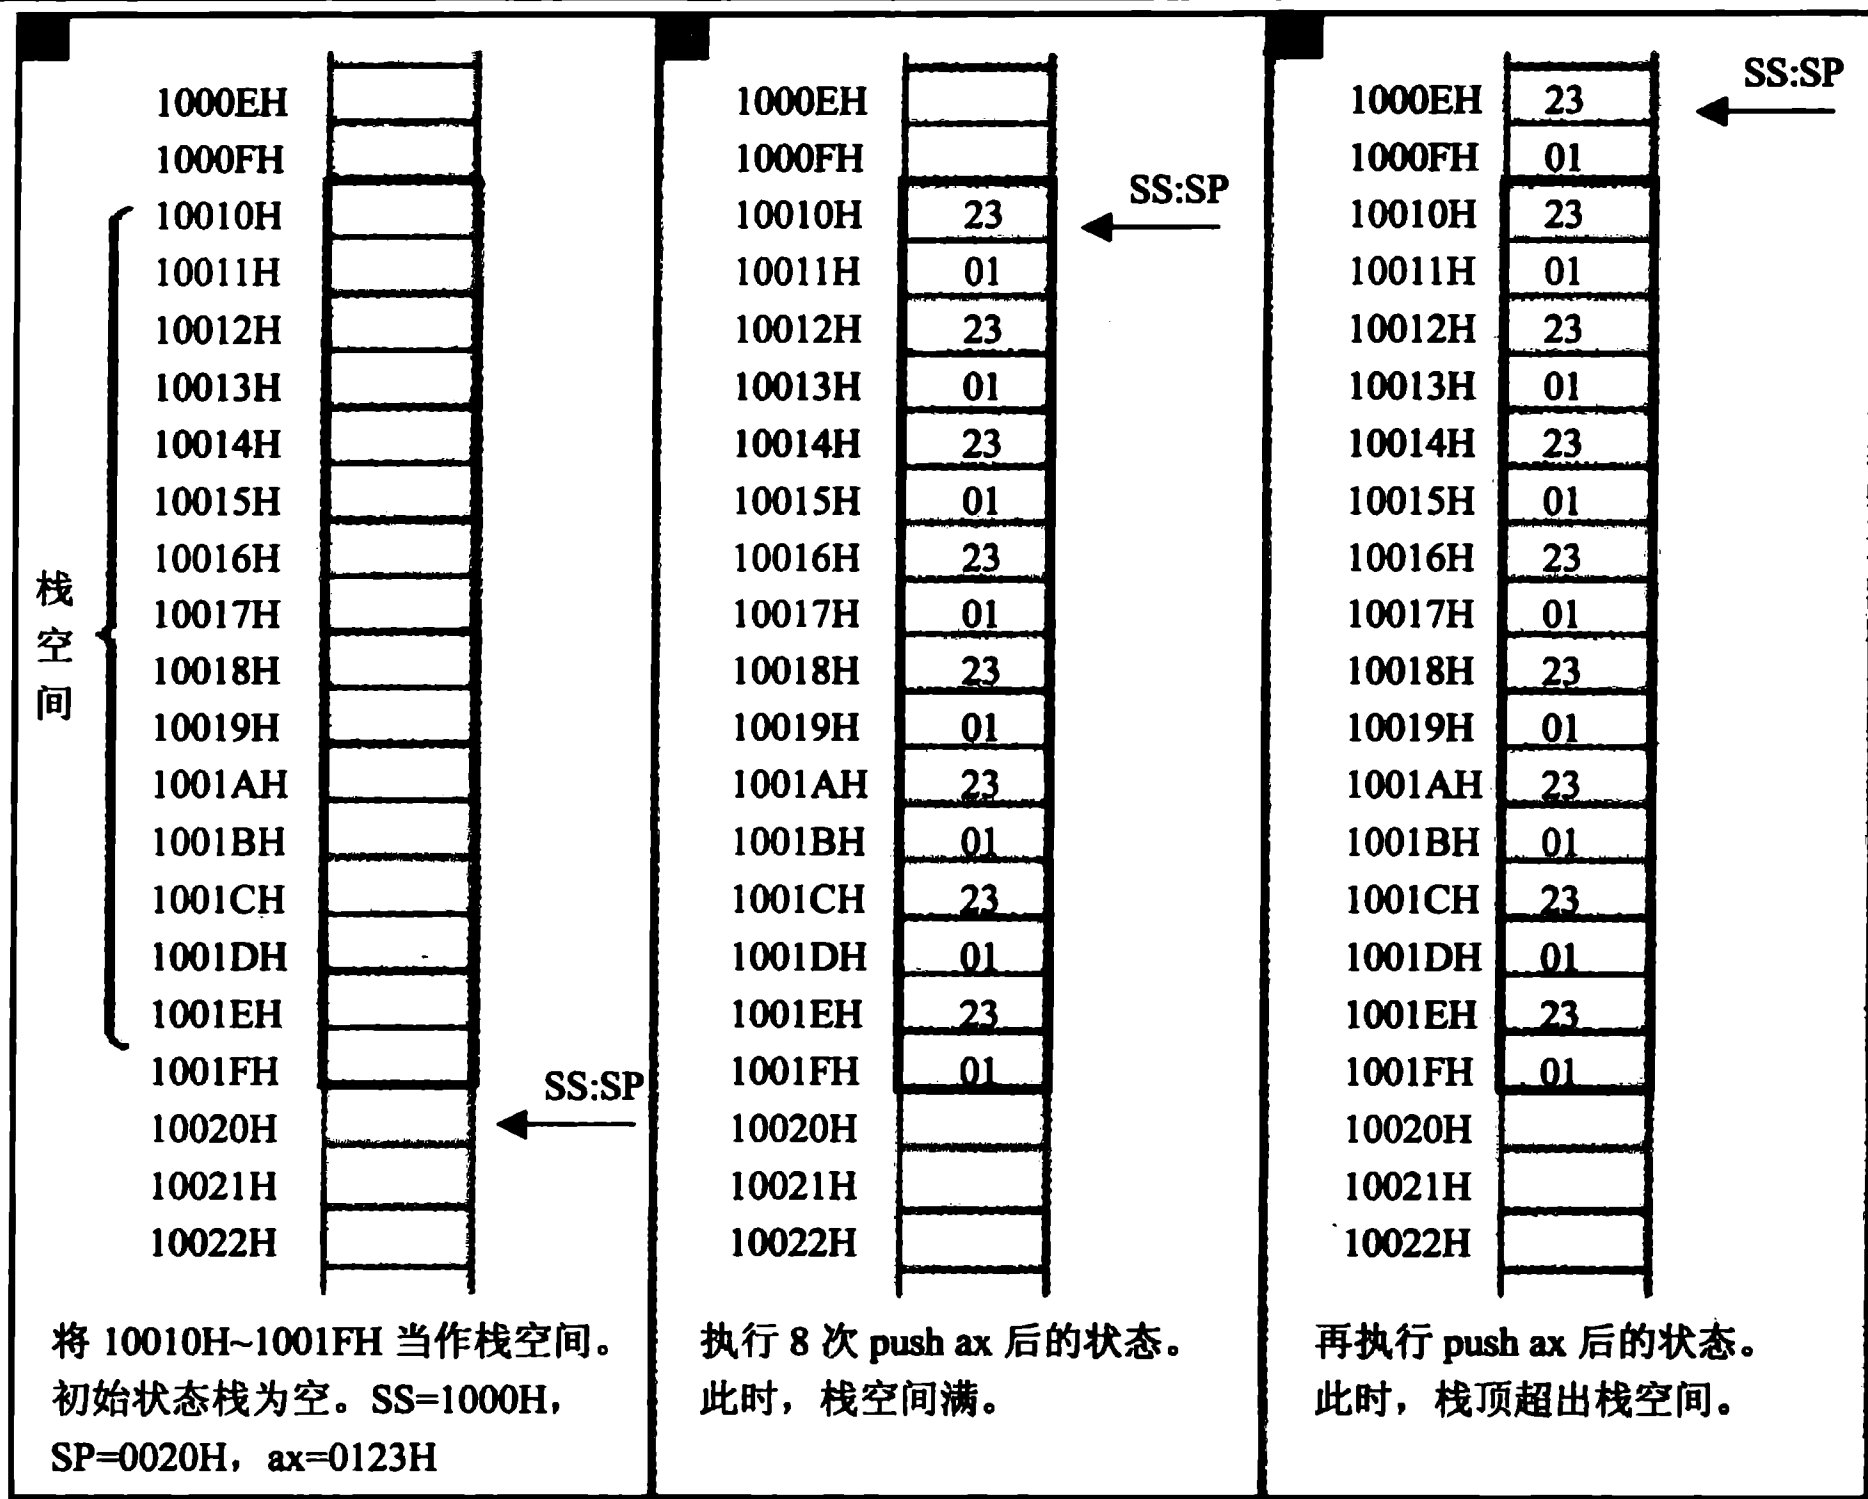 1000EH
1000FH
10010H
10011H
10012H
10013H
10014H
10015H
10016H
10017H
10018H
10019H
1001AH
1001BH
1001CH
1001DH
1001EH
1001FH
10020H
10021H
10022H
栈空间
SS:SP
将 10010H~1001FH 当作栈空间。
初始状态栈为空。SS=1000H，
SP=0020H，ax=0123H
1000EH
1000FH
10010H 23
10011H 01
10012H 23
10013H 01
10014H 23
10015H 01
10016H 23
10017H 01
10018H 23
10019H 01
1001AH 23
1001BH 01
1001CH 23
1001DH 01
1001EH 23
1001FH 01
10020H
10021H
10022H
SS:SP
执行 8 次 push ax 后的状态。
此时，栈空间满。
1000EH 23
1000FH 01
10010H 23
10011H 01
10012H 23
10013H 01
10014H 23
10015H 01
10016H 23
10017H 01
10018H 23
10019H 01
1001AH 23
1001BH 01
1001CH 23
1001DH 01
1001EH 23
1001FH 01
10020H
10021H
10022H
SS:SP
再执行 push ax 后的状态。
此时，栈顶超出栈空间。